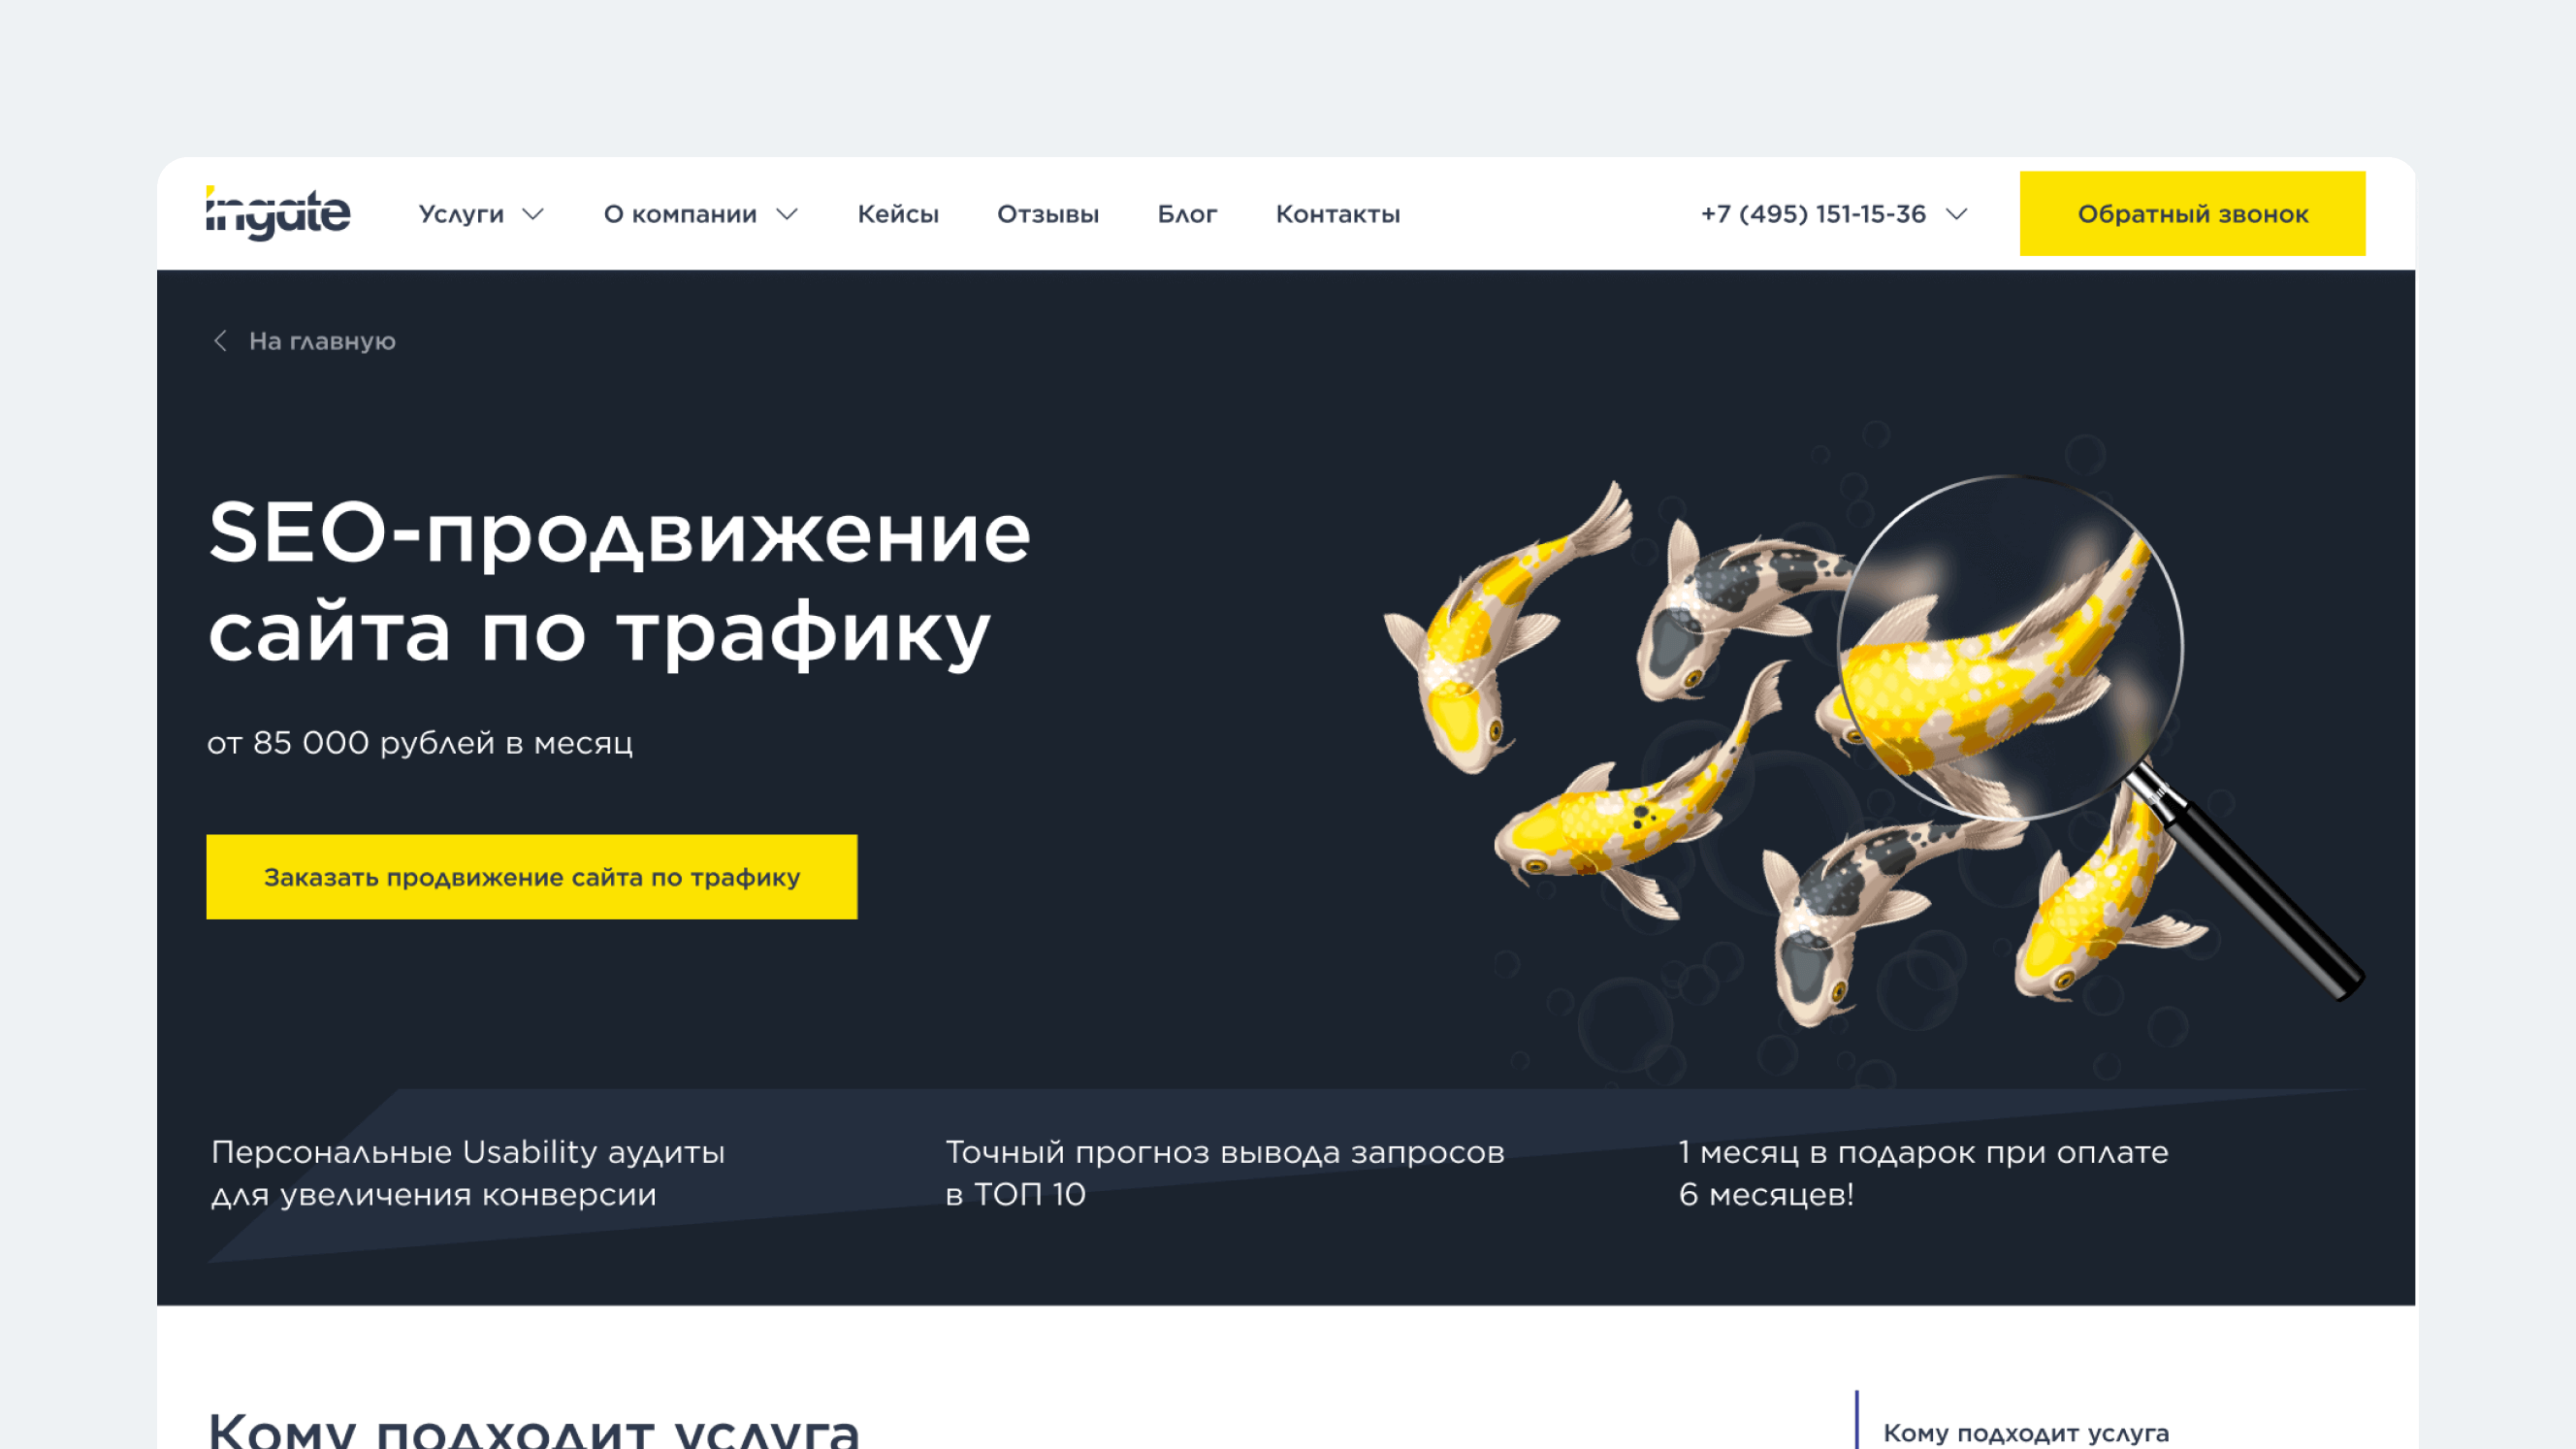 ingate
Услуги
О компании
Кейсы
Отзывы
Блог
Контакты
+7 (495) 151-15-36
Обратный звонок
На главную
SEO-продвижение
сайта по трафику
от 85 000 рублей в месяц
Заказать продвижение сайта по трафику
Персональные Usability аудиты
для увеличения конверсии
Точный прогноз вывода запросов
в ТОП 10
1 месяц в подарок при оплате
6 месяцев!
Кому подходит услуга
Кому подходит услуга